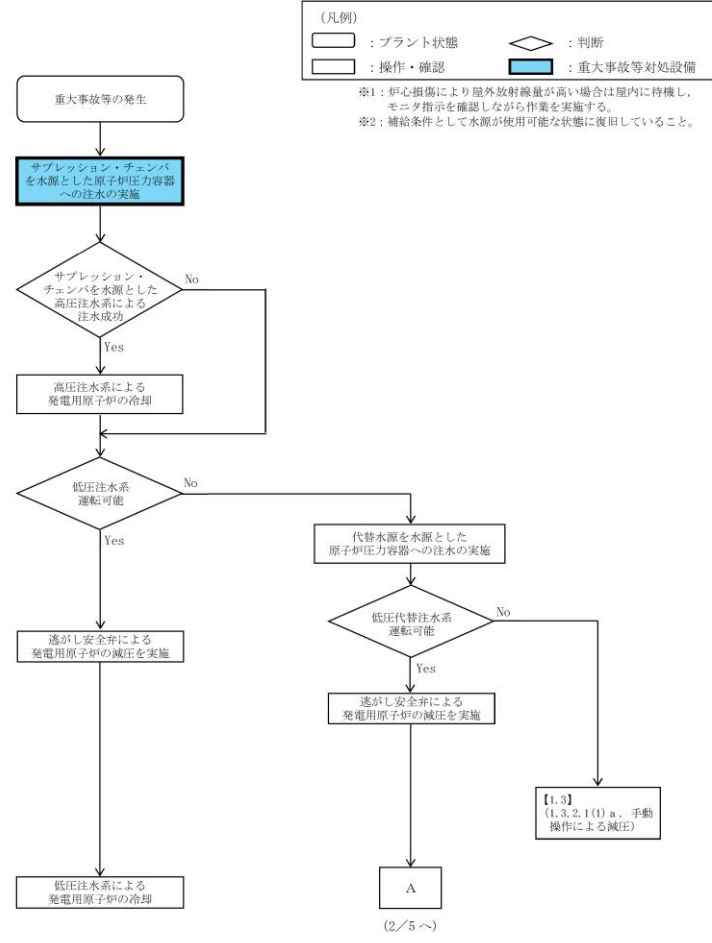 (凡例)
：プラント状態
：判断
：操作・確認
：重大事故等対処設備
※1：炉心損傷により屋外放射線量が高い場合は屋内に待機し，
モニタ指示を確認しながら作業を実施する。
※2：補給条件として水源が使用可能な状態に復旧していること。
重大事故等の発生
サプレッション・チェンバ
を水源とした原子炉圧力容器
への注水の実施
サプレッション・
チェンバを水源とした
高圧注水系による
注水成功
No
Yes
高圧注水系による
発電用原子炉の冷却
低圧注水系
運転可能
No
Yes
代替水源を水源とした
原子炉圧力容器への注水の実施
低圧代替注水系
運転可能
No
Yes
逃がし安全弁による
発電用原子炉の減圧を実施
逃がし安全弁による
発電用原子炉の減圧を実施
【1.3】
(1.3.2.1(1) a．手動
操作による減圧)
低圧注水系による
発電用原子炉の冷却
A
(2／5 へ)